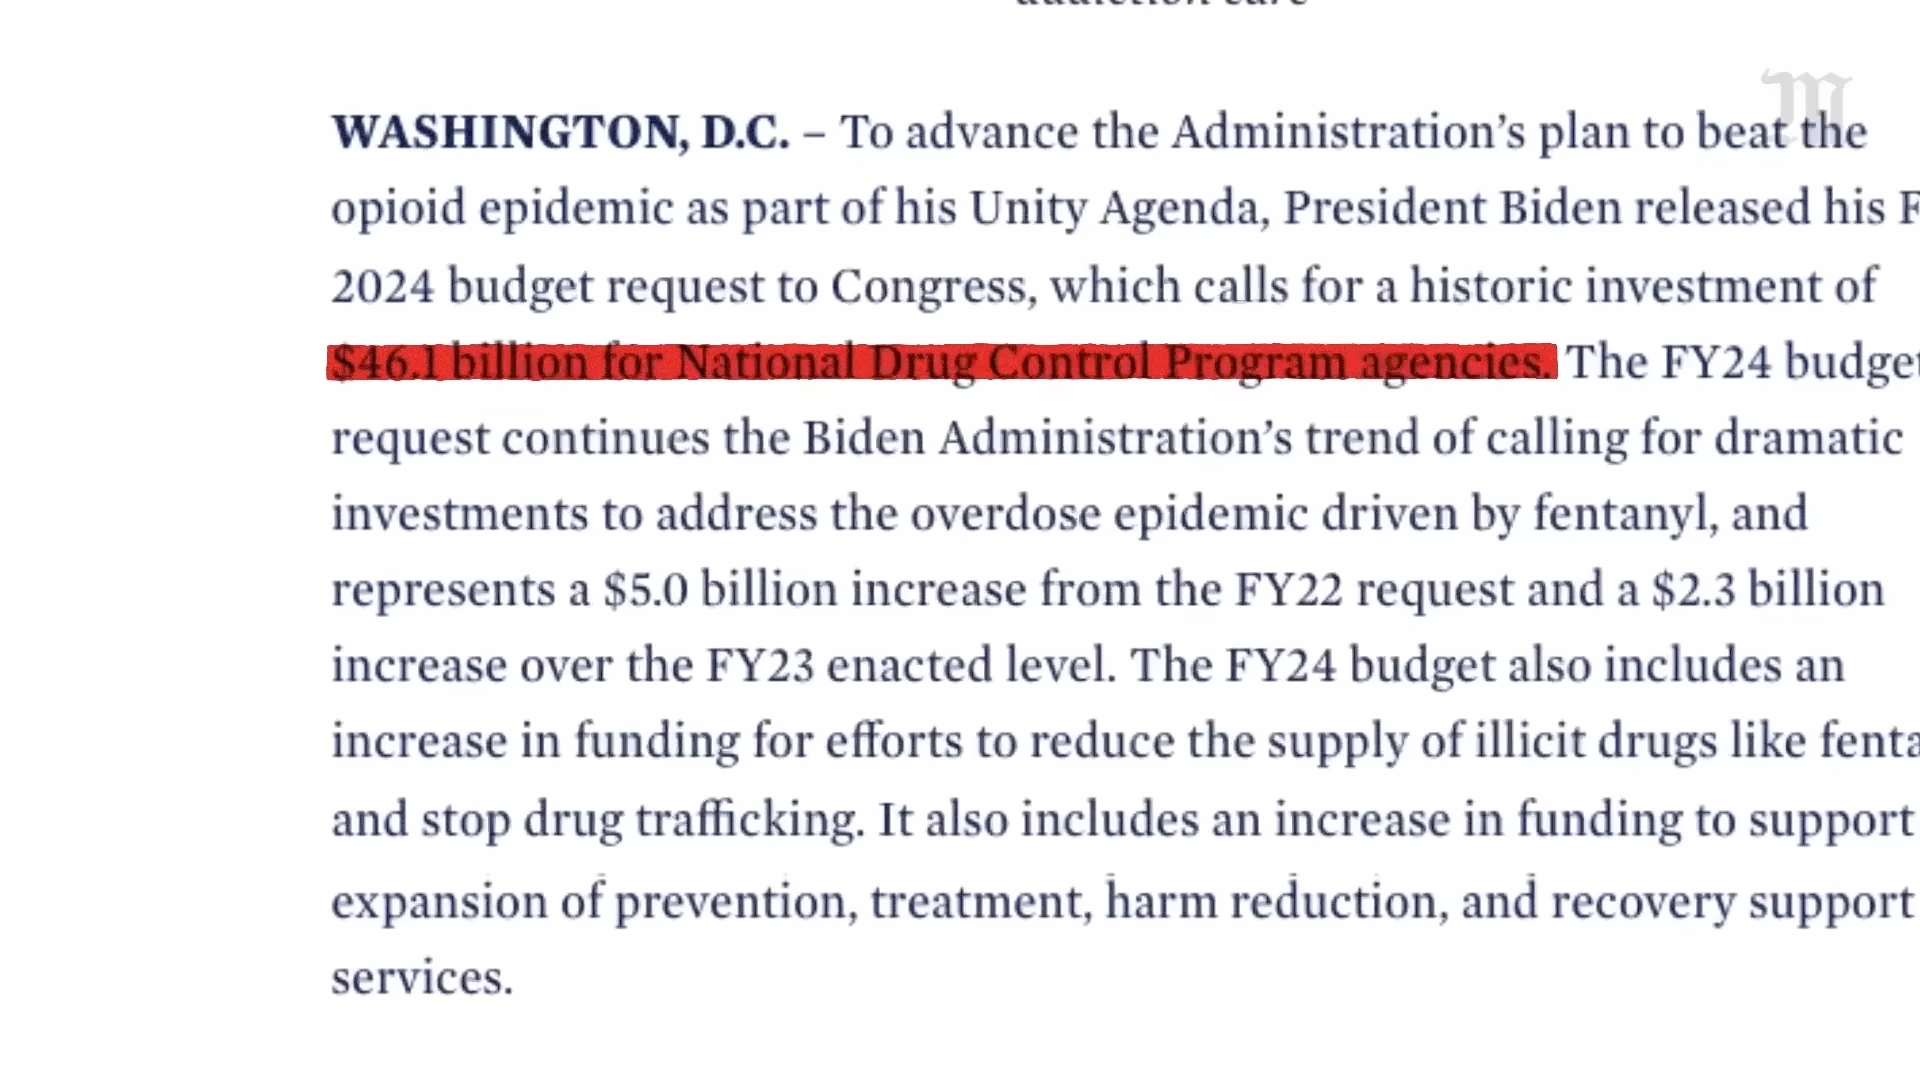 WASHINGTON, D.C. – To advance the Administration’s plan to beat the
opioid epidemic as part of his Unity Agenda, President Biden released his F
2024 budget request to Congress, which calls for a historic investment of
$46.1 billion for National Drug Control Program agencies. The FY24 budget
request continues the Biden Administration’s trend of calling for dramatic
investments to address the overdose epidemic driven by fentanyl, and
represents a $5.0 billion increase from the FY22 request and a $2.3 billion
increase over the FY23 enacted level. The FY24 budget also includes an
increase in funding for efforts to reduce the supply of illicit drugs like fenta
and stop drug trafficking. It also includes an increase in funding to support
expansion of prevention, treatment, harm reduction, and recovery support
services.